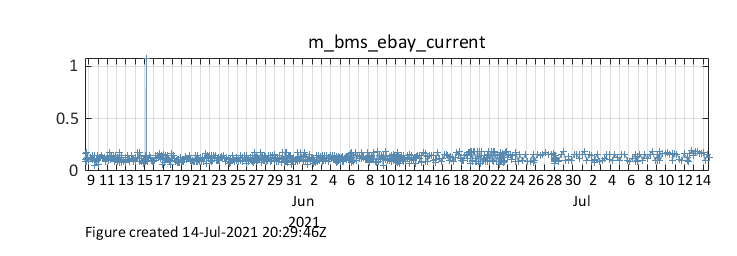 m_bms_ebay_current
1
0.5
0
9 11 13 15 17 19 21 23 25 27 29 31 2 4 6 8 10 12 14 16 18 20 22 24 26 28 30 2 4 6 8 10 12 14
Jun Jul
2021
Figure created 14-Jul-2021 20:29:46Z